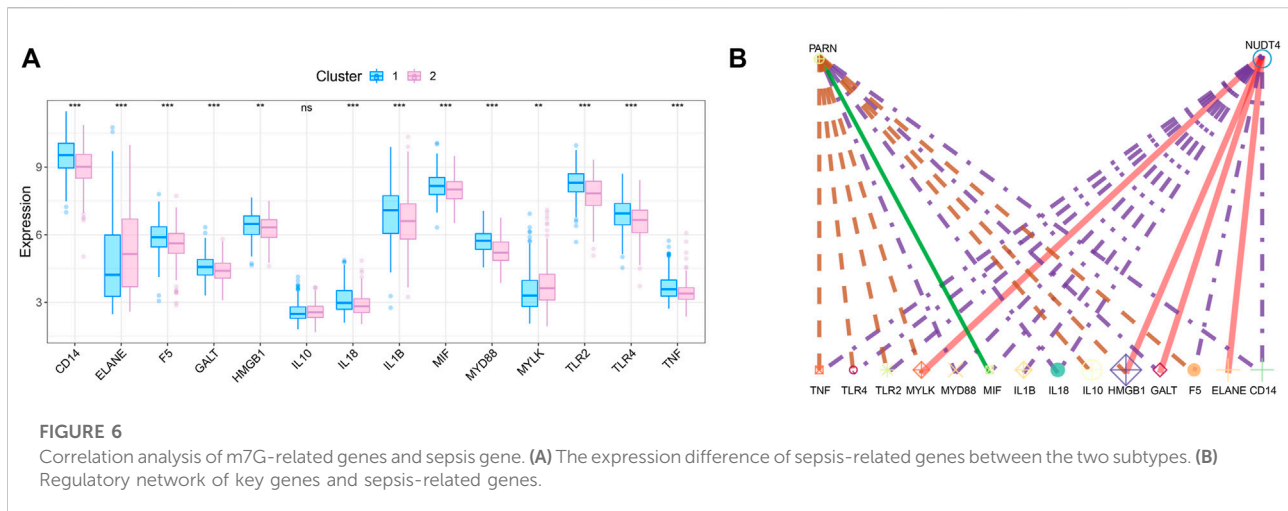 A
Cluster 1 2
*** *** *** *** ** ns *** *** *** *** ** *** *** ***
Expression
9
6
3
CD14 ELANE F5 GALT HMGB1 IL10 IL18 IL1B MIF MYD88 MYLK TLR2 TLR4 TNF
B
PARN NUDT4
TNF TLR4 TLR2 MYLK MYD88 MIF IL1B IL18 IL10 HMGB1 GALT F5 ELANE CD14
FIGURE 6
Correlation analysis of m7G-related genes and sepsis gene. (A) The expression difference of sepsis-related genes between the two subtypes. (B)
Regulatory network of key genes and sepsis-related genes.